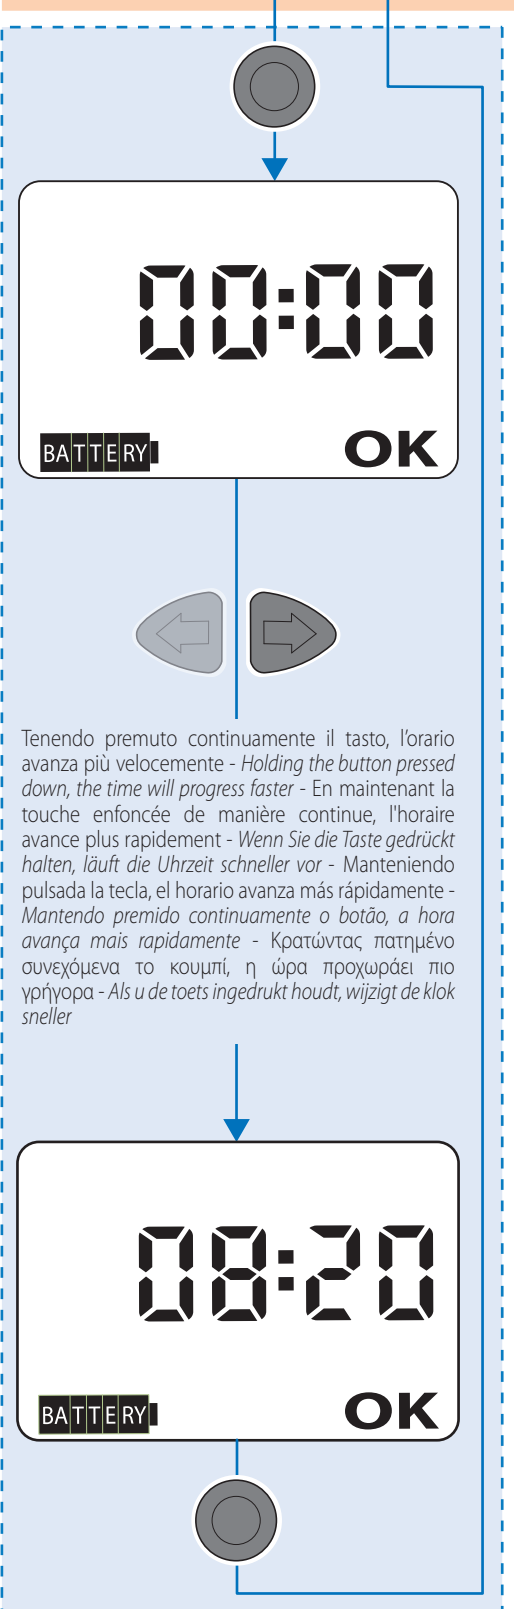 00:00
BATTERY OK
Tenendo premuto continuamente il tasto, l'orario
avanza più velocemente - Holding the button pressed
down, the time will progress faster - En maintenant la
touche enfoncée de manière continue, l'horaire
avance plus rapidement - Wenn Sie die Taste gedrückt
halten, läuft die Uhrzeit schneller vor - Manteniendo
pulsada la tecla, el horario avanza más rápidamente -
Mantendo premido continuamente o botão, a hora
avança mais rapidamente - Κρατώντας πατημένο
συνεχόμενα το κουμπί, η ώρα προχωράει πιο
γρήγορα - Als u de toets ingedrukt houdt, wijzigt de klok
sneller
08:20
BATTERY OK